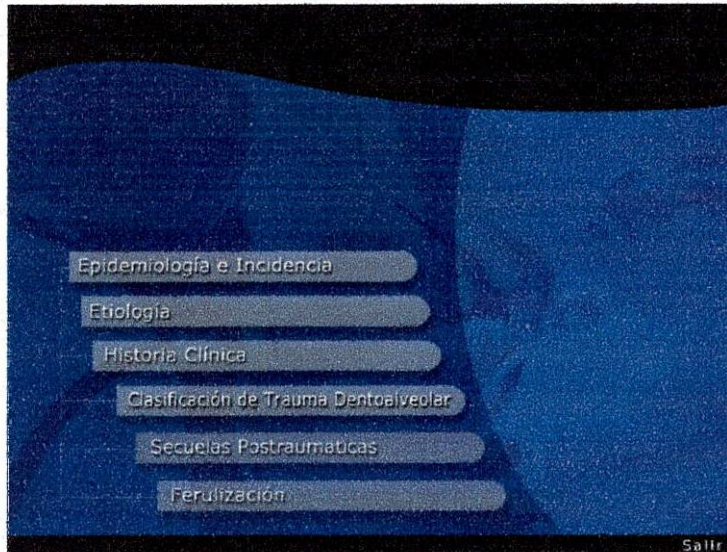 Epidemiología e Incidencia
Etiología
Historia Clínica
Clasificación de Trauma Dentoalveolar
Secuelas Postraumaticas
Ferulización
Salir